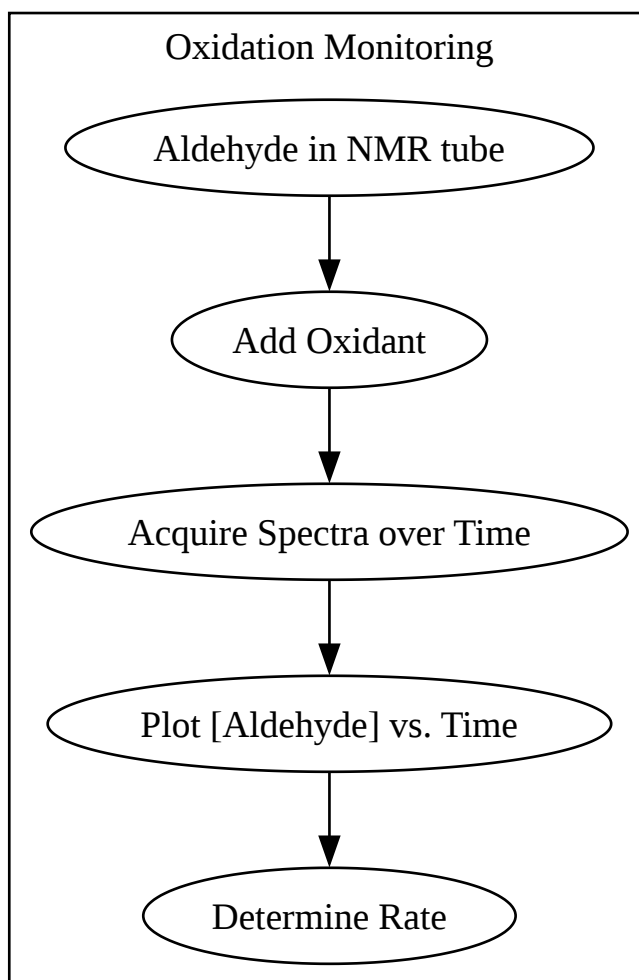 Oxidation Monitoring
Aldehyde in NMR tube
Add Oxidant
Acquire Spectra over Time
Plot [Aldehyde] vs. Time
Determine Rate